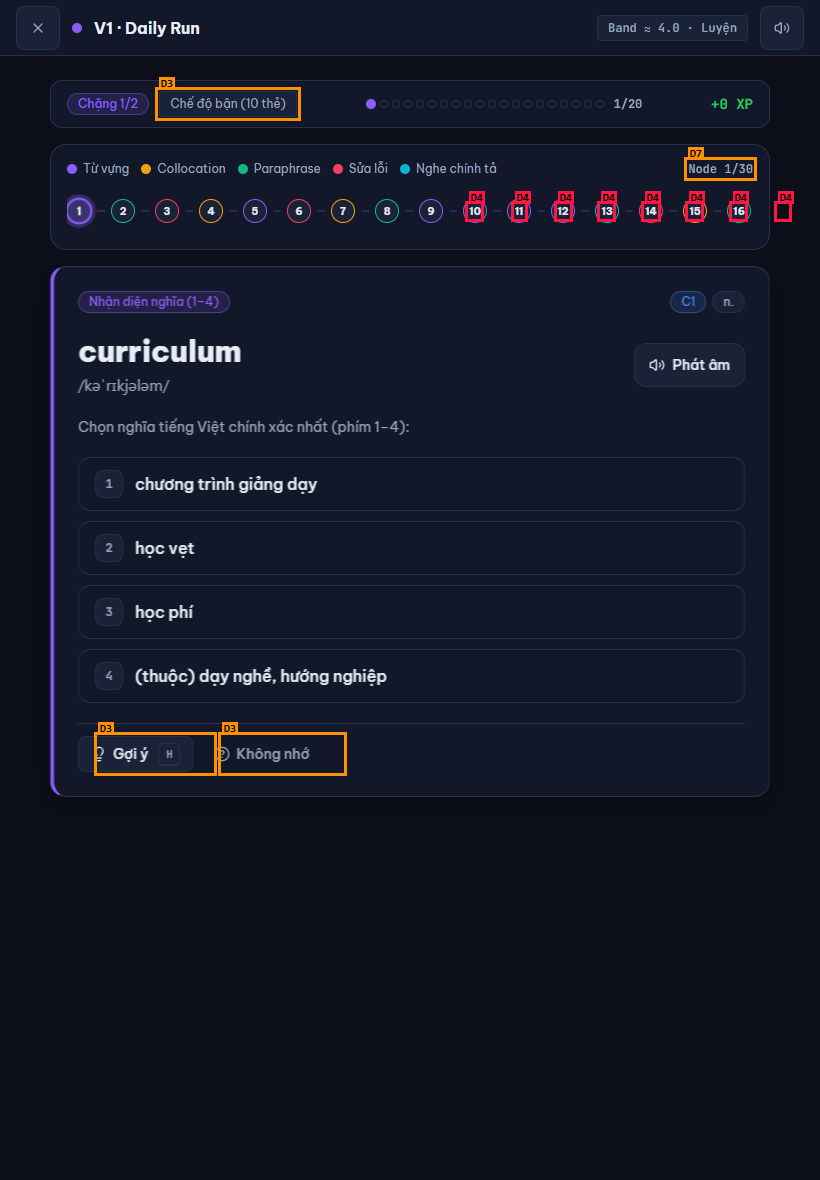 V1 · Daily Run
Band ≈ 4.0 · Luyện
D3
Chặng 1/2
Chế độ bận (10 thẻ)
1/20
+0 XP
D7
Từ vựng
Collocation
Paraphrase
Sửa lỗi
Nghe chính tả
Node 1/30
D4 D4 D4 D4 D4 D4 D4 D4
1 2 3 4 5 6 7 8 9 10 11 12 13 14 15 16
Nhận diện nghĩa (1–4)
C1
n.
curriculum
/kəˈrɪkjələm/
Phát âm
Chọn nghĩa tiếng Việt chính xác nhất (phím 1–4):
1 chương trình giảng dạy
2 học vẹt
3 học phí
4 (thuộc) dạy nghề, hướng nghiệp
D3 D3
Gợi ý H
Không nhớ